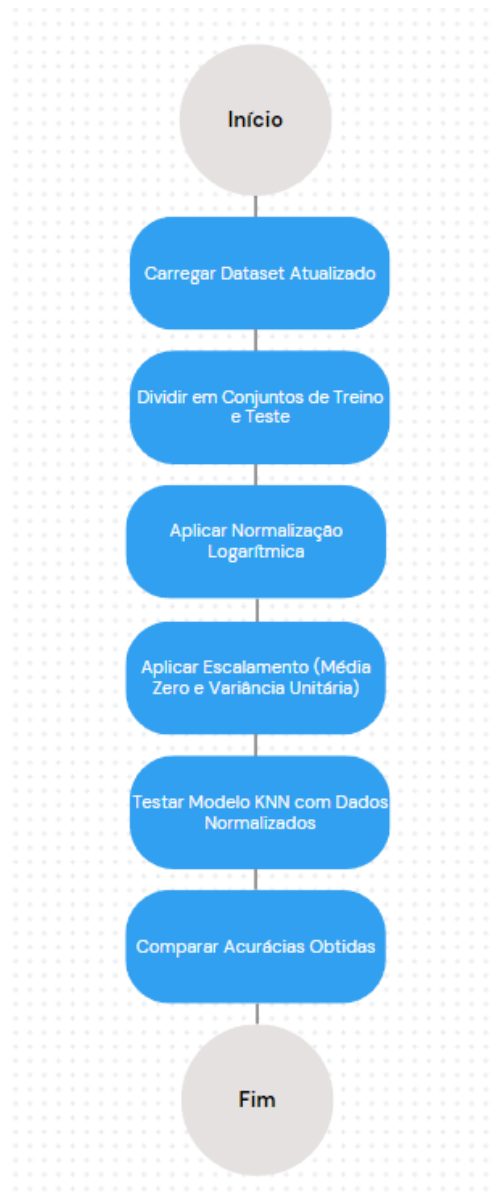 Início
Carregar Dataset Atualizado
Dividir em Conjuntos de Treino
e Teste
Aplicar Normalização
Logarítmica
Aplicar Escalamento (Média
Zero e Variância Unitária)
Testar Modelo KNN com Dados
Normalizados
Comparar Acurácias Obtidas
Fim